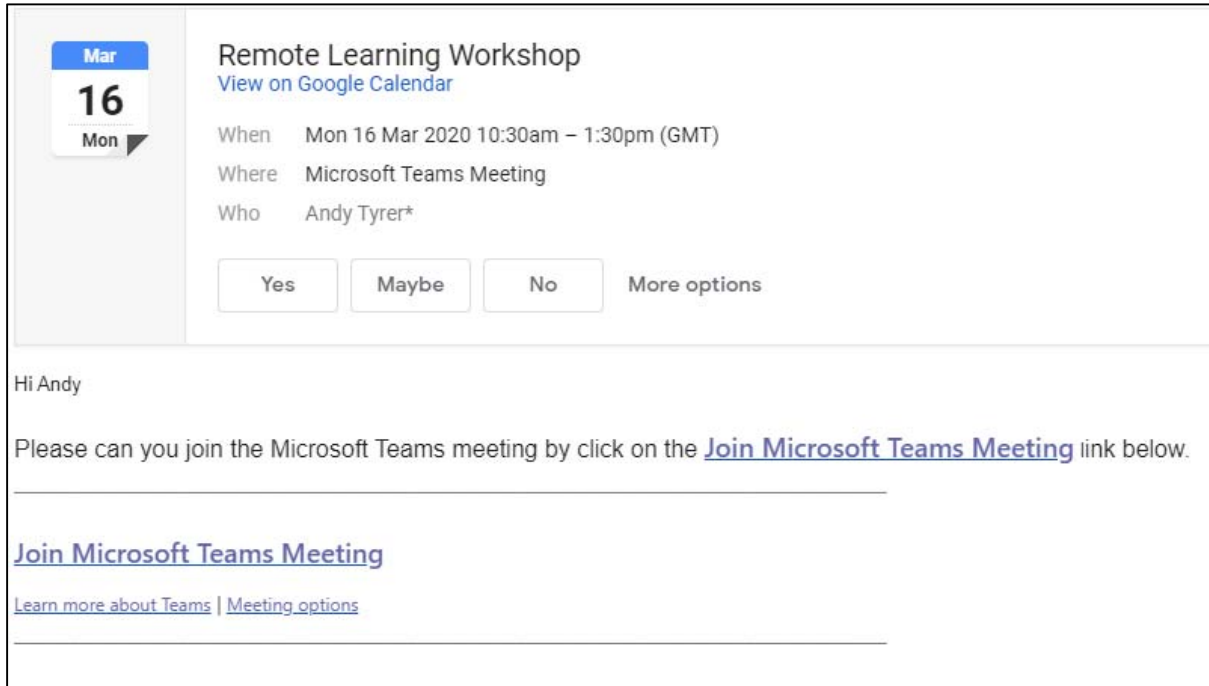 Mar
16
Mon
Remote Learning Workshop
View on Google Calendar
When Mon 16 Mar 2020 10:30am – 1:30pm (GMT)
Where Microsoft Teams Meeting
Who Andy Tyrer*
Yes Maybe No More options
Hi Andy
Please can you join the Microsoft Teams meeting by click on the Join Microsoft Teams Meeting link below.
Join Microsoft Teams Meeting
Learn more about Teams | Meeting options